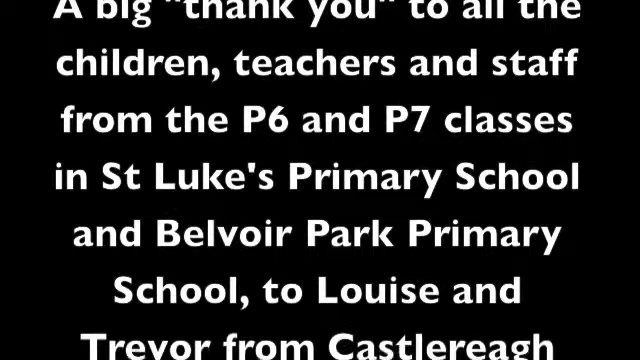 A big "thank you" to all the
children, teachers and staff
from the P6 and P7 classes
in St Luke's Primary School
and Belvoir Park Primary
School, to Louise and
Trevor from Castlereagh